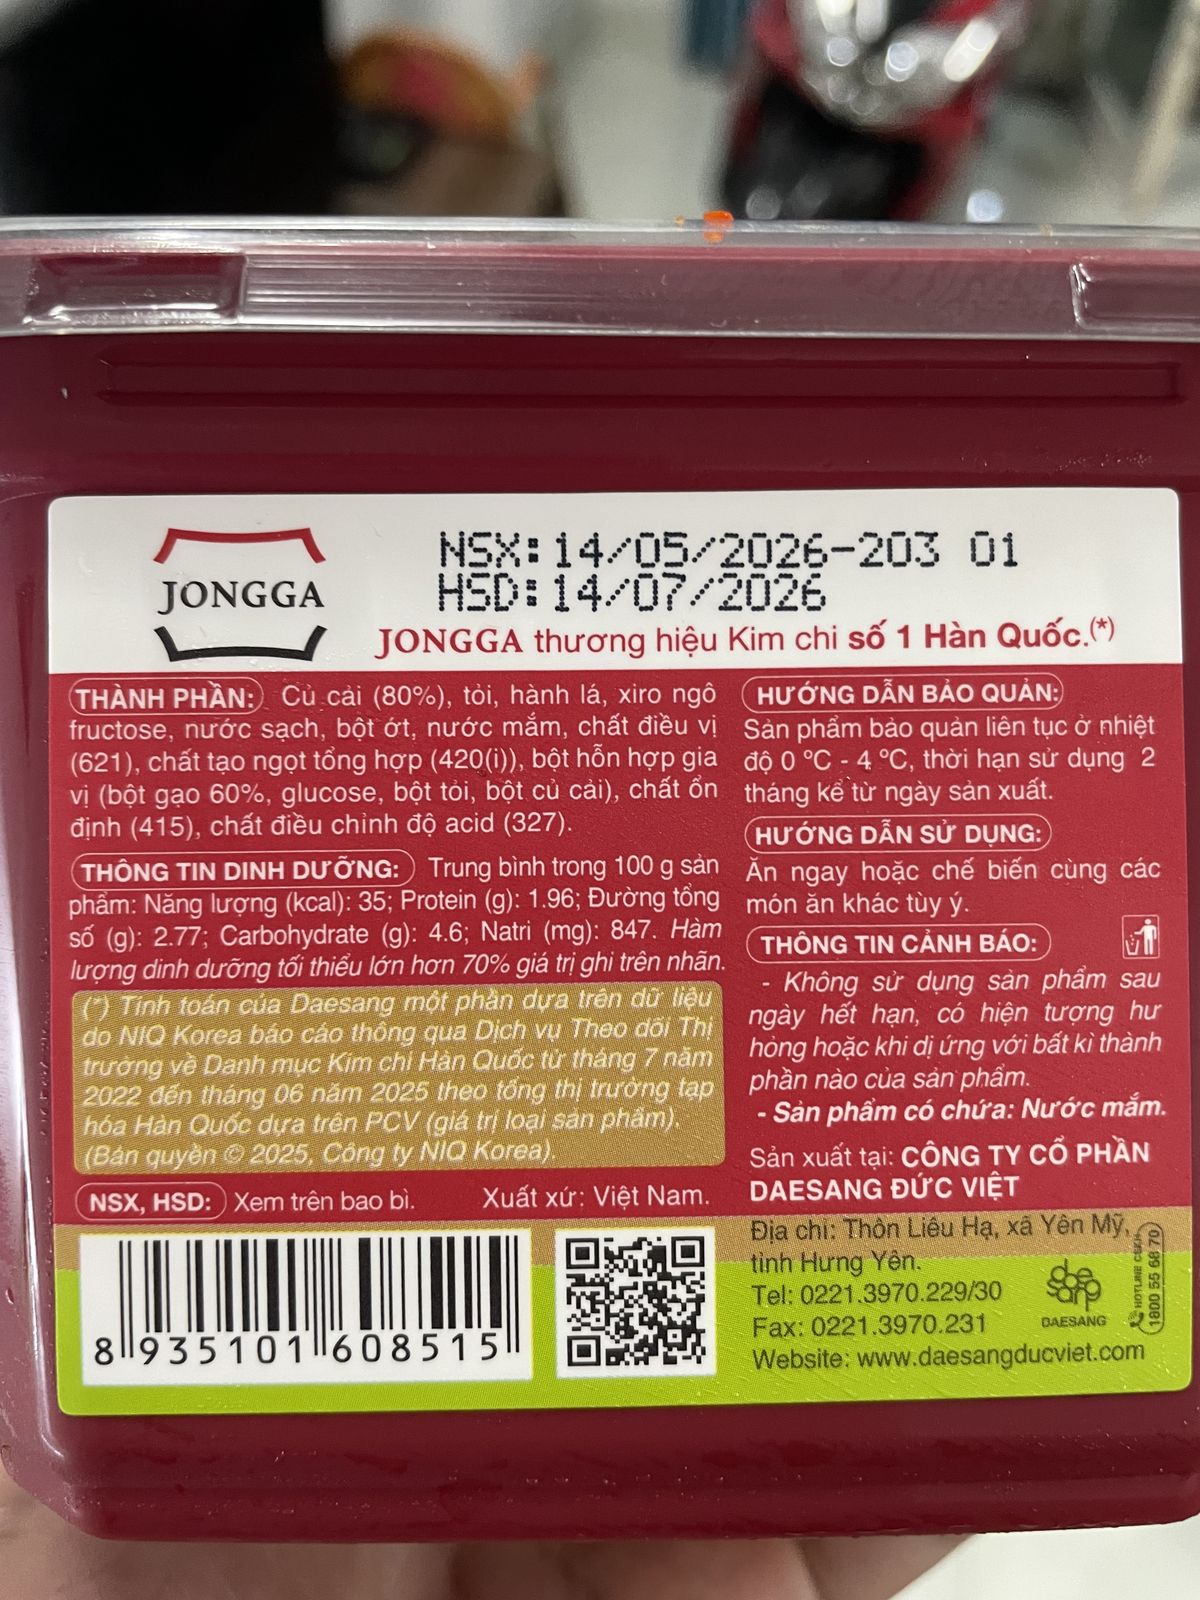 NSX:14/05/2026-203 01
HSD:14/07/2026
JONGGA
JONGGA thương hiệu Kim chi số 1 Hàn Quốc.(*)
THÀNH PHẦN: Củ cải (80%), tỏi, hành lá, xiro ngô
fructose, nước sạch, bột ớt, nước mắm, chất điều vị
(621), chất tạo ngọt tổng hợp (420(i)), bột hỗn hợp gia
vị (bột gạo 60%, glucose, bột tỏi, bột củ cải), chất ổn
định (415), chất điều chỉnh độ acid (327).
THÔNG TIN DINH DƯỠNG: Trung bình trong 100 g sản
phẩm: Năng lượng (kcal): 35; Protein (g): 1.96; Đường tổng
số (g): 2.77; Carbohydrate (g): 4.6; Natri (mg): 847. Hàm
lượng dinh dưỡng tối thiểu lớn hơn 70% giá trị ghi trên nhãn.
(*) Tính toán của Daesang một phần dựa trên dữ liệu
do NIQ Korea báo cáo thông qua Dịch vụ Theo dõi Thị
trường về Danh mục Kim chi Hàn Quốc từ tháng 7 năm
2022 đến tháng 06 năm 2025 theo tổng thị trường tạp
hóa Hàn Quốc dựa trên PCV (giá trị loại sản phẩm).
(Bản quyền © 2025, Công ty NIQ Korea).
NSX, HSD: Xem trên bao bì. Xuất xứ: Việt Nam.
8 935101 608515
HƯỚNG DẪN BẢO QUẢN:
Sản phẩm bảo quản liên tục ở nhiệt
độ 0 °C - 4 °C, thời hạn sử dụng 2
tháng kể từ ngày sản xuất.
HƯỚNG DẪN SỬ DỤNG:
Ăn ngay hoặc chế biến cùng các
món ăn khác tùy ý.
THÔNG TIN CẢNH BÁO:
- Không sử dụng sản phẩm sau
ngày hết hạn, có hiện tượng hư
hỏng hoặc khi dị ứng với bất kì thành
phần nào của sản phẩm.
- Sản phẩm có chứa: Nước mắm.
Sản xuất tại: CÔNG TY CỔ PHẦN
DAESANG ĐỨC VIỆT
Địa chỉ: Thôn Liêu Hạ, xã Yên Mỹ,
tỉnh Hưng Yên.
Tel: 0221.3970.229/30
Fax: 0221.3970.231
Website: www.daesangducviet.com
DAESANG
HOTLINE CSKH
1800 55 68 70